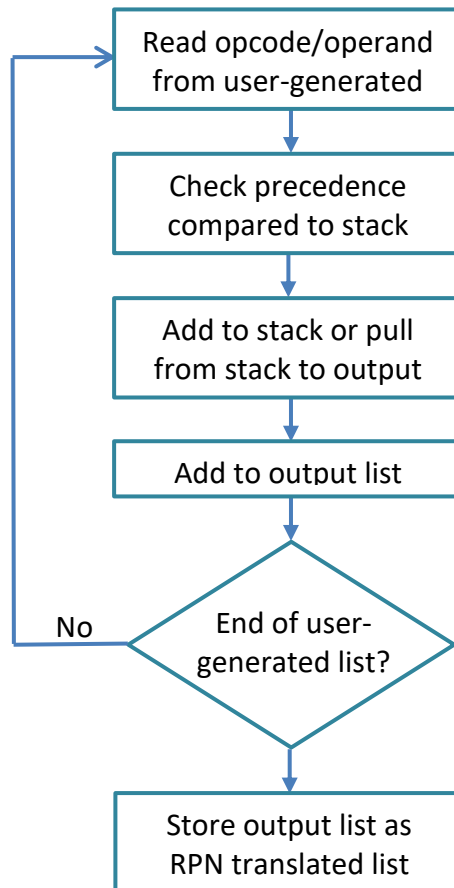 Read opcode/operand
from user-generated
Check precedence
compared to stack
Add to stack or pull
from stack to output
Add to output list
End of user-
generated list?
No
Store output list as
RPN translated list